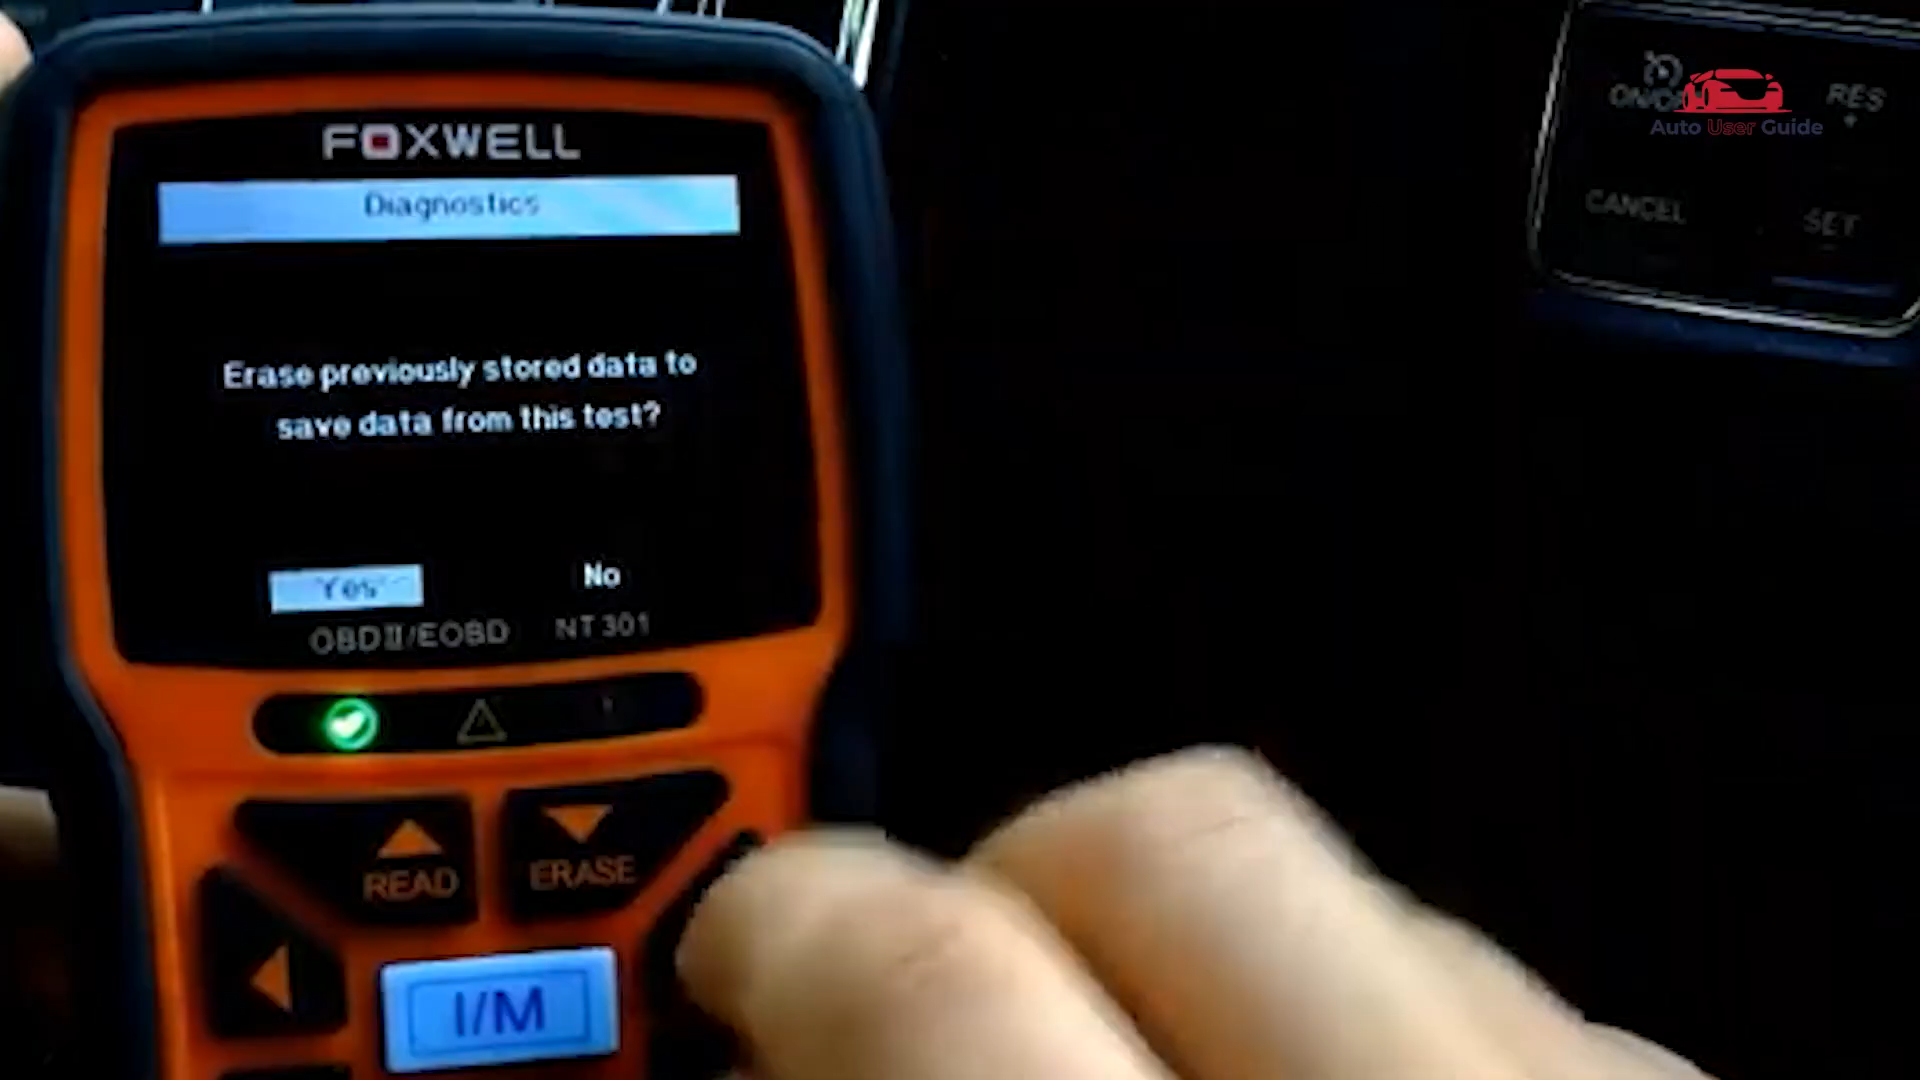 FOXWELL
Diagnostics
Erase previously stored data to
save data from this test?
Yes No
OBDII/EOBD NT 301
READ ERASE
I/M
RES
+
Auto User Guide
CANCEL SET